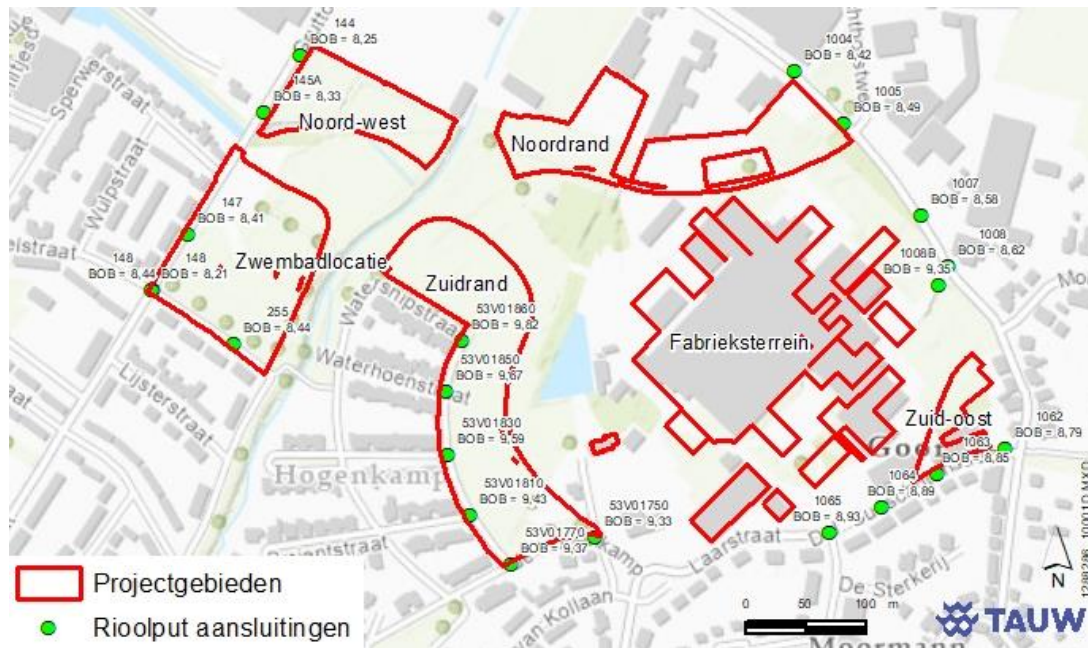 144
BOB = 8,25
145A
BOB = 8,33
Noord-west
Noordrand
1004
BOB = 8,42
1005
BOB = 8,49
1007
BOB = 8,58
1008
BOB = 8,62
1008B
BOB = 9,35
Sperwerstraat
Wulpstraat
147
BOB = 8,41
148
BOB = 8,44
148
BOB = 8,21
Zwembadlocatie
255
BOB = 8,44
Lijsterstraat
Watersnipstraat
Waterhoenstraat
Zuidrand
53V01860
BOB = 9,82
53V01850
BOB = 9,67
53V01830
BOB = 9,59
53V01810
BOB = 9,43
53V01770
BOB = 9,37
53V01750
BOB = 9,33
Hogenkamp
Fabrieksterrein
Zuid-oost
Goor
1062
BOB = 8,79
1063
BOB = 8,85
1064
BOB = 8,89
1065
BOB = 8,93
Laarstraat
De Sterkerij
van Kollaan
Moormann
Projectgebieden
Rioolput aansluitingen
0 50 100 m
N
TAUW